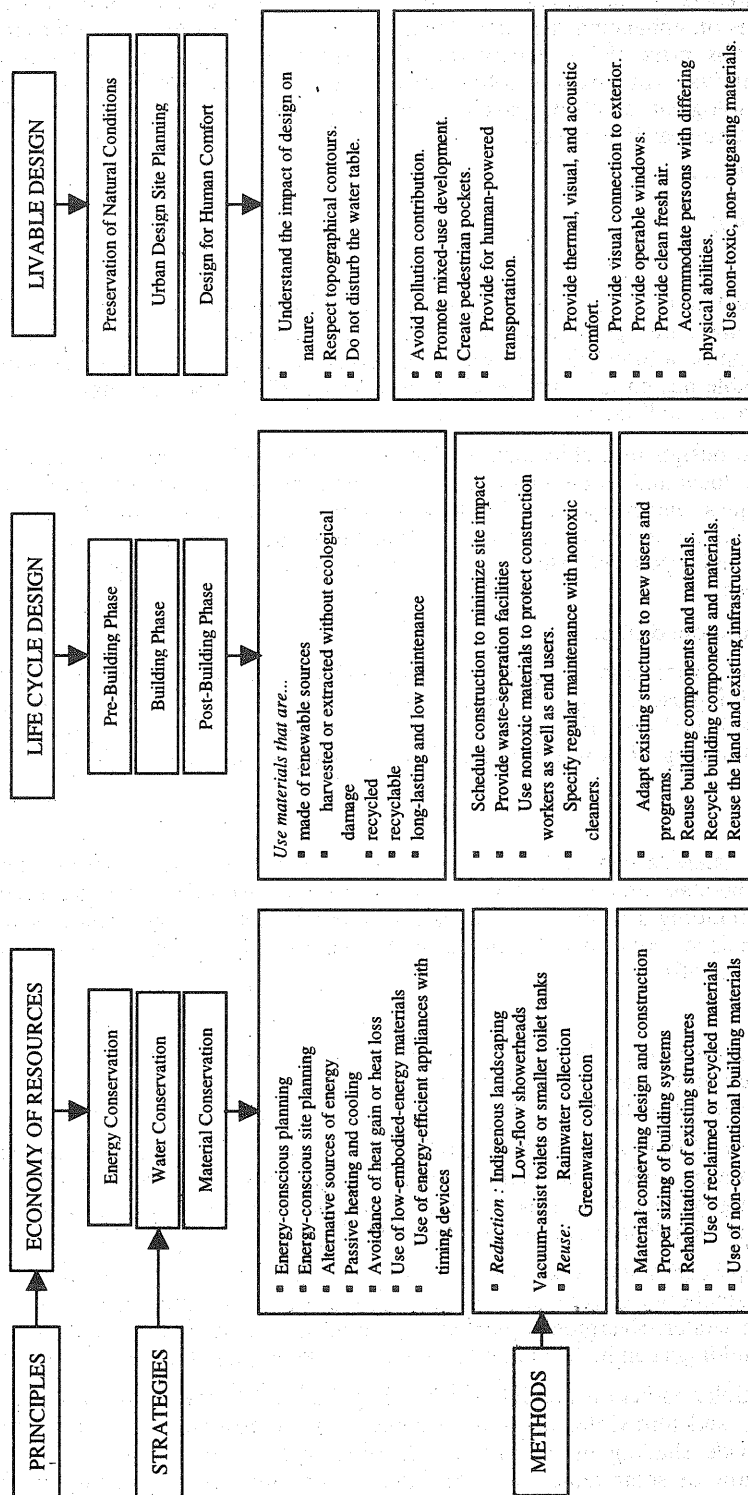 PRINCIPLES
ECONOMY OF RESOURCES
LIFE CYCLE DESIGN
LIVABLE DESIGN
STRATEGIES
Energy Conservation
Water Conservation
Material Conservation
Pre-Building Phase
Building Phase
Post-Building Phase
Preservation of Natural Conditions
Urban Design Site Planning
Design for Human Comfort
METHODS
▪ Energy-conscious planning
▪ Energy-conscious site planning
▪ Alternative sources of energy
▪ Passive heating and cooling
▪ Avoidance of heat gain or heat loss
▪ Use of low-embodied-energy materials
▪ Use of energy-efficient appliances with
timing devices
▪ Reduction : Indigenous landscaping
Low-flow showerheads
Vacuum-assist toilets or smaller toilet tanks
▪ Reuse: Rainwater collection
Greenwater collection
▪ Material conserving design and construction
▪ Proper sizing of building systems
▪ Rehabilitation of existing structures
▪ Use of reclaimed or recycled materials
▪ Use of non-conventional building materials
Use materials that are...
▪ made of renewable sources
▪ harvested or extracted without ecological
damage
▪ recycled
▪ recyclable
▪ long-lasting and low maintenance
▪ Schedule construction to minimize site impact
▪ Provide waste-seperation facilities
▪ Use nontoxic materials to protect construction
workers as well as end users.
▪ Specify regular maintenance with nontoxic
cleaners.
▪ Adapt existing structures to new users and
programs.
▪ Reuse building components and materials.
▪ Recycle building components and materials.
▪ Reuse the land and existing infrastructure.
▪ Understand the impact of design on
nature.
▪ Respect topographical contours.
▪ Do not disturb the water table.
▪ Avoid pollution contribution.
▪ Promote mixed-use development.
▪ Create pedestrian pockets.
▪ Provide for human-powered
transportation.
▪ Provide thermal, visual, and acoustic
comfort.
▪ Provide visual connection to exterior.
▪ Provide operable windows.
▪ Provide clean fresh air.
▪ Accommodate persons with differing
physical abilities.
▪ Use non-toxic, non-outgasing materials.